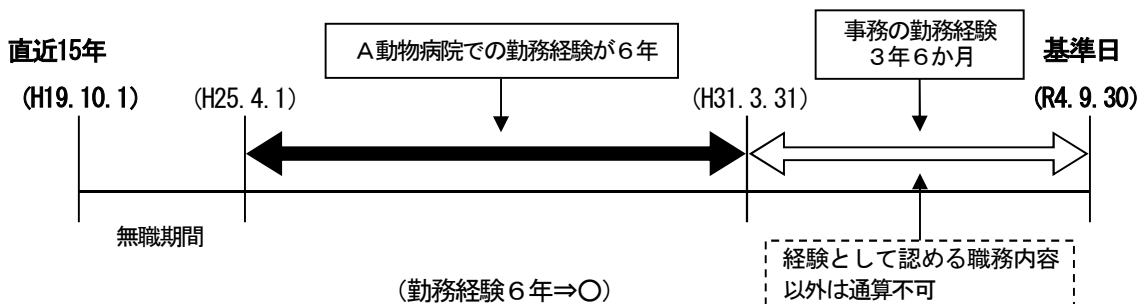 直近15年
(H19.10.1)
(H25.4.1)
A動物病院での勤務経験が6年
(H31.3.31)
事務の勤務経験
3年6か月
基準日
(R4.9.30)
無職期間
(勤務経験6年⇒○)
経験として認める職務内容
以外は通算不可